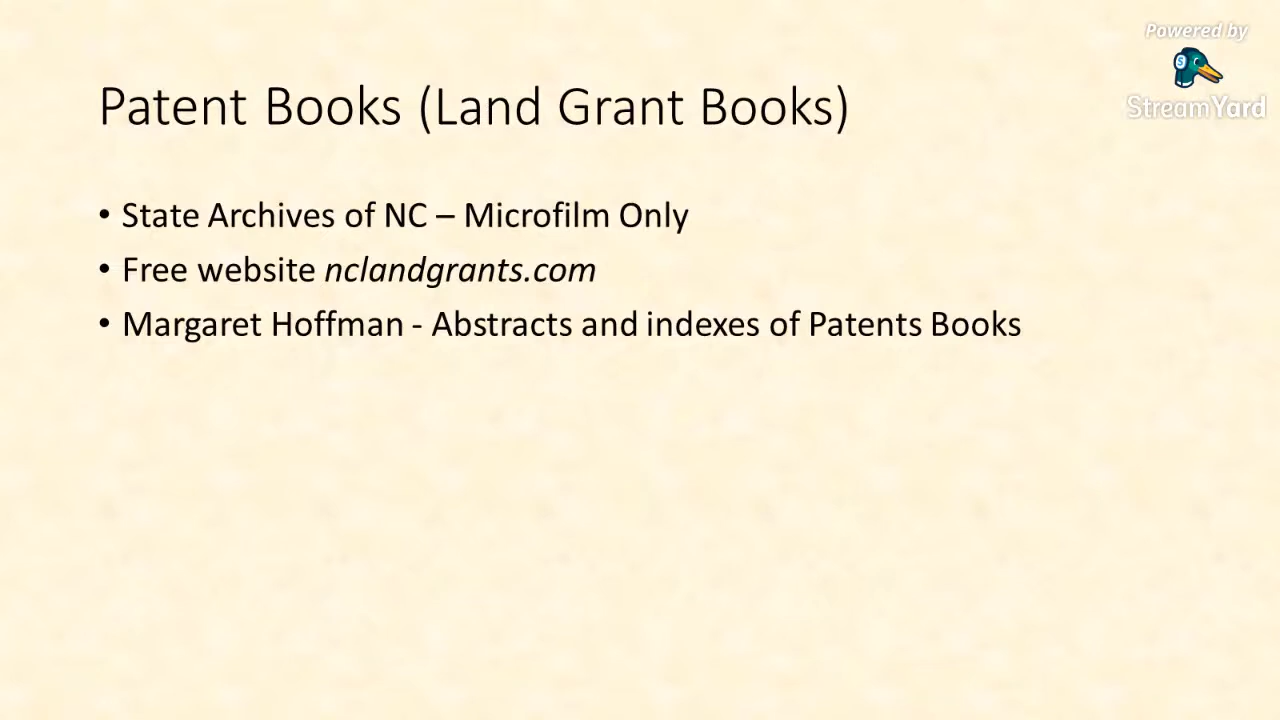 Powered by
StreamYard
Patent Books (Land Grant Books)
• State Archives of NC – Microfilm Only
• Free website nclandgrants.com
• Margaret Hoffman - Abstracts and indexes of Patents Books